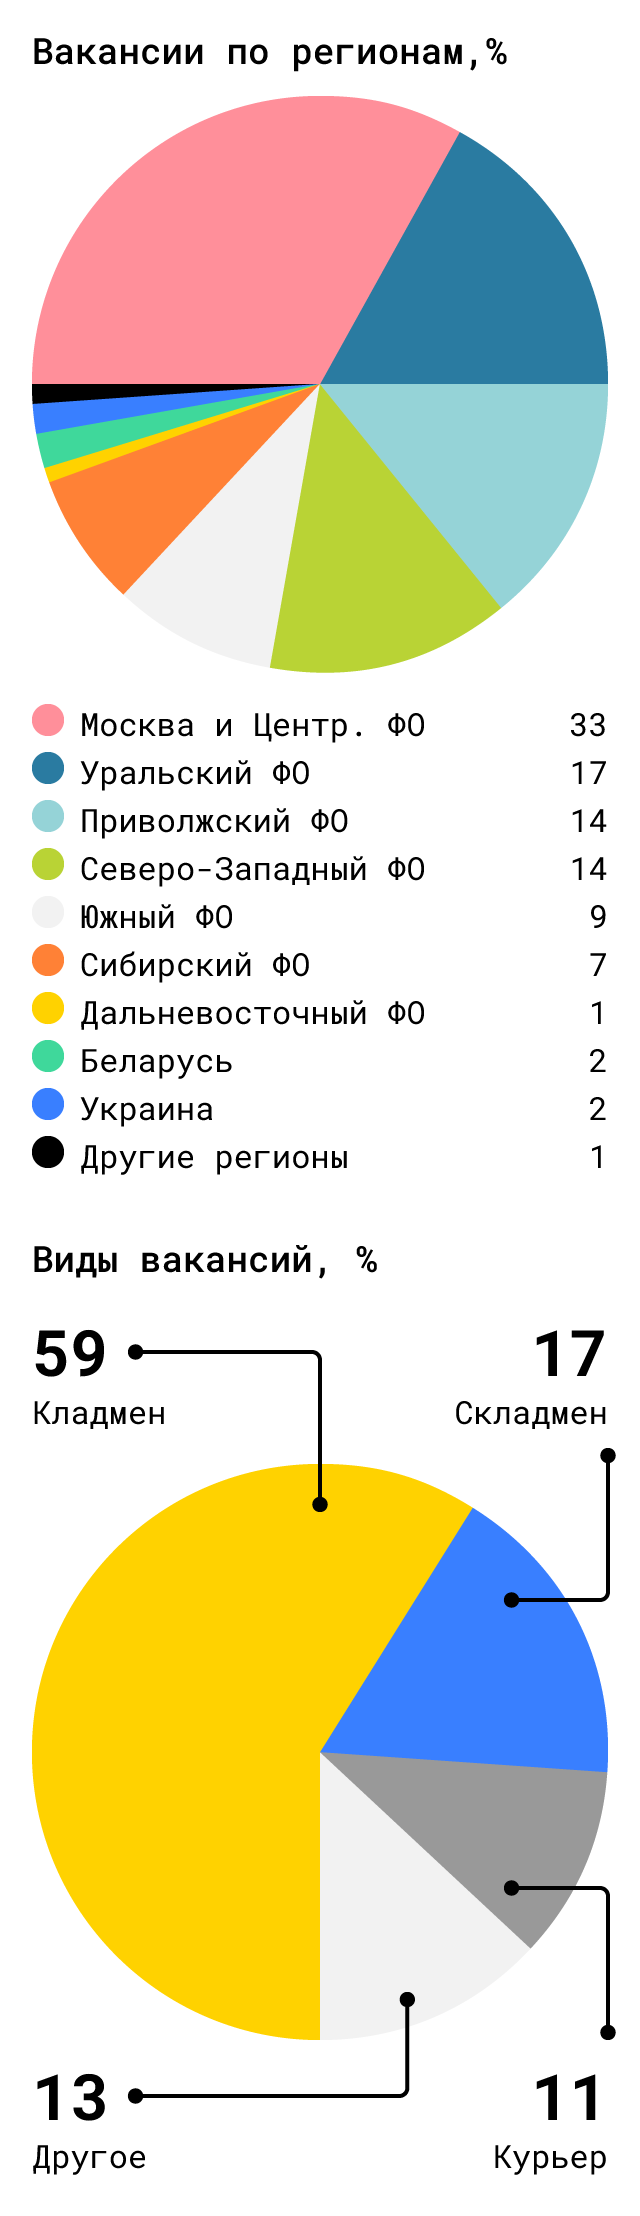 Вакансии по регионам,%
Москва и Центр. ФО 33
Уральский ФО 17
Приволжский ФО 14
Северо-Западный ФО 14
Южный ФО 9
Сибирский ФО 7
Дальневосточный ФО 1
Беларусь 2
Украина 2
Другие регионы 1
Виды вакансий, %
59 17
Кладмен Складмен
13 11
Другое Курьер